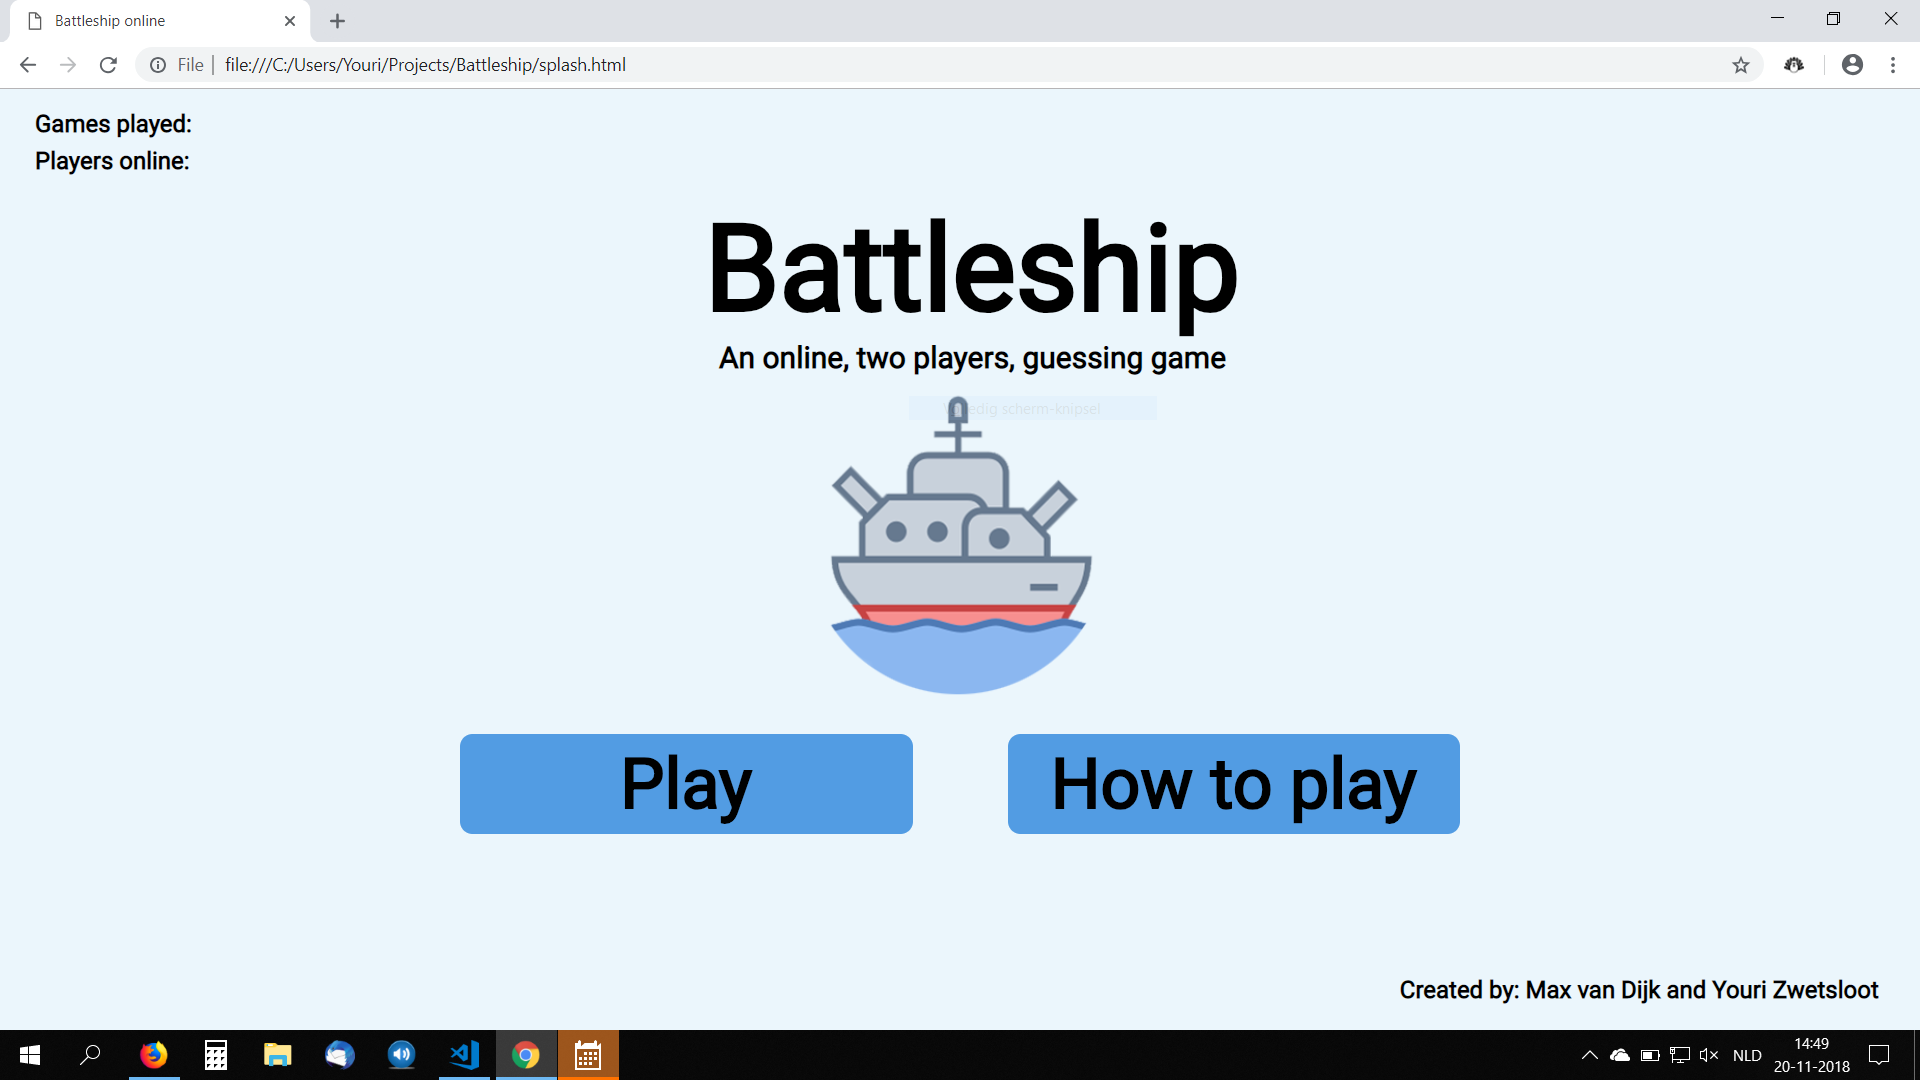 Battleship online
File
file:///C:/Users/Youri/Projects/Battleship/splash.html
Games played:
Players online:
Battleship
An online, two players, guessing game
scherm-knipsel
Play
How to play
Created by: Max van Dijk and Youri Zwetsloot
NLD
14:49
20-11-2018